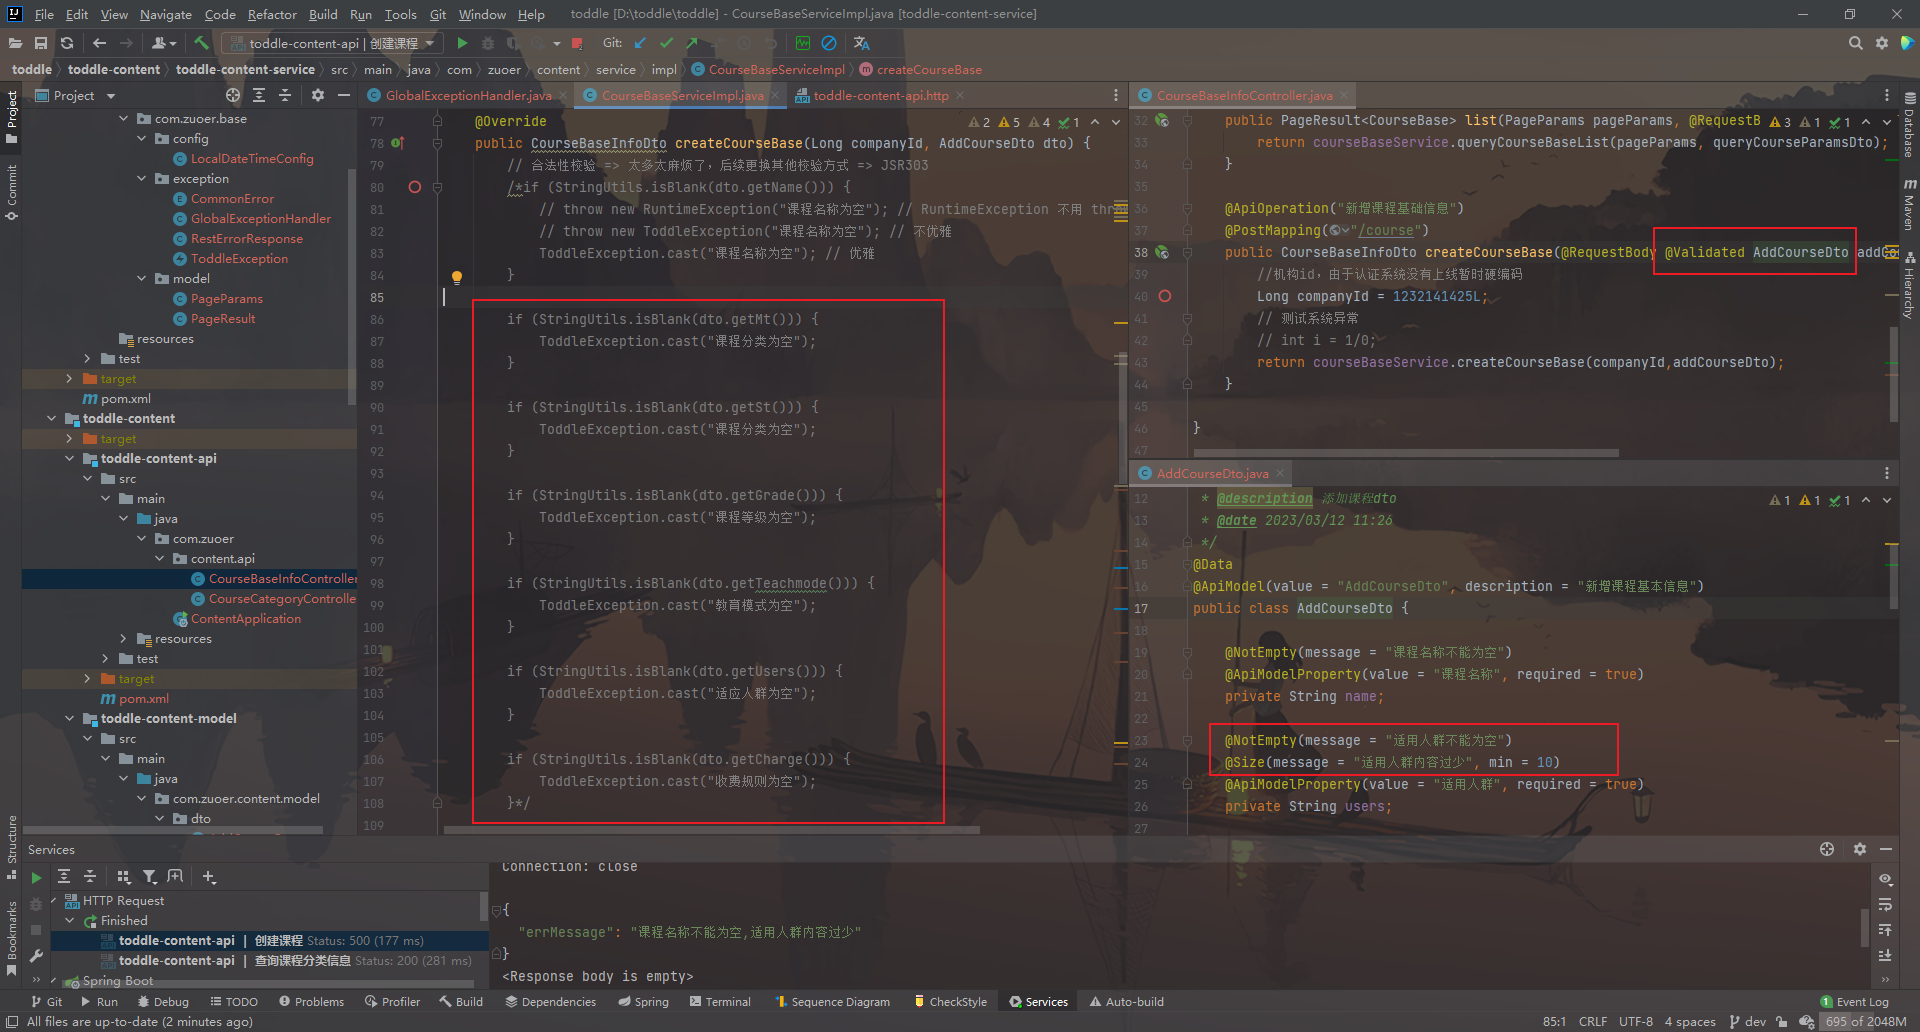 File Edit View Navigate Code Refactor Build Run Tools Git Window Help toddle [D:\toddle\toddle] - CourseBaseServiceImpl.java [toddle-content-service]
toddle-content-api | 创建课程 Git:
toddle toddle-content toddle-content-service src main java com zuoer content service impl CourseBaseServiceImpl createCourseBase
Project
Project
Commit
Structure
Bookmarks
com.zuoer.base
config
LocalDateTimeConfig
exception
CommonError
GlobalExceptionHandler
RestErrorResponse
ToddleException
model
PageParams
PageResult
resources
test
target
pom.xml
toddle-content
target
toddle-content-api
src
main
java
com.zuoer
content.api
CourseBaseInfoController
CourseCategoryControlle
ContentApplication
resources
test
target
pom.xml
toddle-content-model
src
main
java
com.zuoer.content.model
dto
GlobalExceptionHandler.java CourseBaseServiceImpl.java toddle-content-api.http
2 5 4 1
77 @Override
78 public CourseBaseInfoDto createCourseBase(Long companyId, AddCourseDto dto) {
79 // 合法性校验 => 太多太麻烦了，后续更换其他校验方式 => JSR303
80 /*if (StringUtils.isBlank(dto.getName())) {
81 // throw new RuntimeException("课程名称为空"); // RuntimeException 不用 thr
82 // throw new ToddleException("课程名称为空"); // 不优雅
83 ToddleException.cast("课程名称为空"); // 优雅
84 }
85
86 if (StringUtils.isBlank(dto.getMt())) {
87 ToddleException.cast("课程分类为空");
88 }
89
90 if (StringUtils.isBlank(dto.getSt())) {
91 ToddleException.cast("课程分类为空");
92 }
93
94 if (StringUtils.isBlank(dto.getGrade())) {
95 ToddleException.cast("课程等级为空");
96 }
97
98 if (StringUtils.isBlank(dto.getTeachmode())) {
99 ToddleException.cast("教育模式为空");
100 }
101
102 if (StringUtils.isBlank(dto.getUsers())) {
103 ToddleException.cast("适应人群为空");
104 }
105
106 if (StringUtils.isBlank(dto.getCharge())) {
107 ToddleException.cast("收费规则为空");
108 }*/
109
CourseBaseInfoController.java
3 1 1
32 public PageResult<CourseBase> list(PageParams pageParams, @RequestB
33 return courseBaseService.queryCourseBaseList(pageParams, queryCourseParamsDto);
34 }
35
36 @ApiOperation("新增课程基础信息")
37 @PostMapping("/course")
38 public CourseBaseInfoDto createCourseBase(@RequestBody @Validated AddCourseDto addCo
39 //机构id，由于认证系统没有上线暂时硬编码
40 Long companyId = 1232141425L;
41 // 测试系统异常
42 // int i = 1/0;
43 return courseBaseService.createCourseBase(companyId,addCourseDto);
44 }
45
46 }
47
AddCourseDto.java
1 1 1
12 * @description 添加课程dto
13 * @date 2023/03/12 11:26
14 */
15 @Data
16 @ApiModel(value = "AddCourseDto", description = "新增课程基本信息")
17 public class AddCourseDto {
18
19 @NotEmpty(message = "课程名称不能为空")
20 @ApiModelProperty(value = "课程名称", required = true)
21 private String name;
22
23 @NotEmpty(message = "适用人群不能为空")
24 @Size(message = "适用人群内容过少", min = 10)
25 @ApiModelProperty(value = "适用人群", required = true)
26 private String users;
27
Database
Maven
Hierarchy
Services
HTTP Request
Finished
toddle-content-api | 创建课程 Status: 500 (177 ms)
toddle-content-api | 查询课程分类信息 Status: 200 (281 ms)
Spring Boot
Connection: close
{
"errMessage": "课程名称不能为空,适用人群内容过少"
}
<Response body is empty>
Git Run Debug TODO Problems Profiler Build Dependencies Spring Terminal Sequence Diagram CheckStyle Services Auto-build 1 Event Log
All files are up-to-date (2 minutes ago) 85:1 CRLF UTF-8 4 spaces dev 695 of 2048M